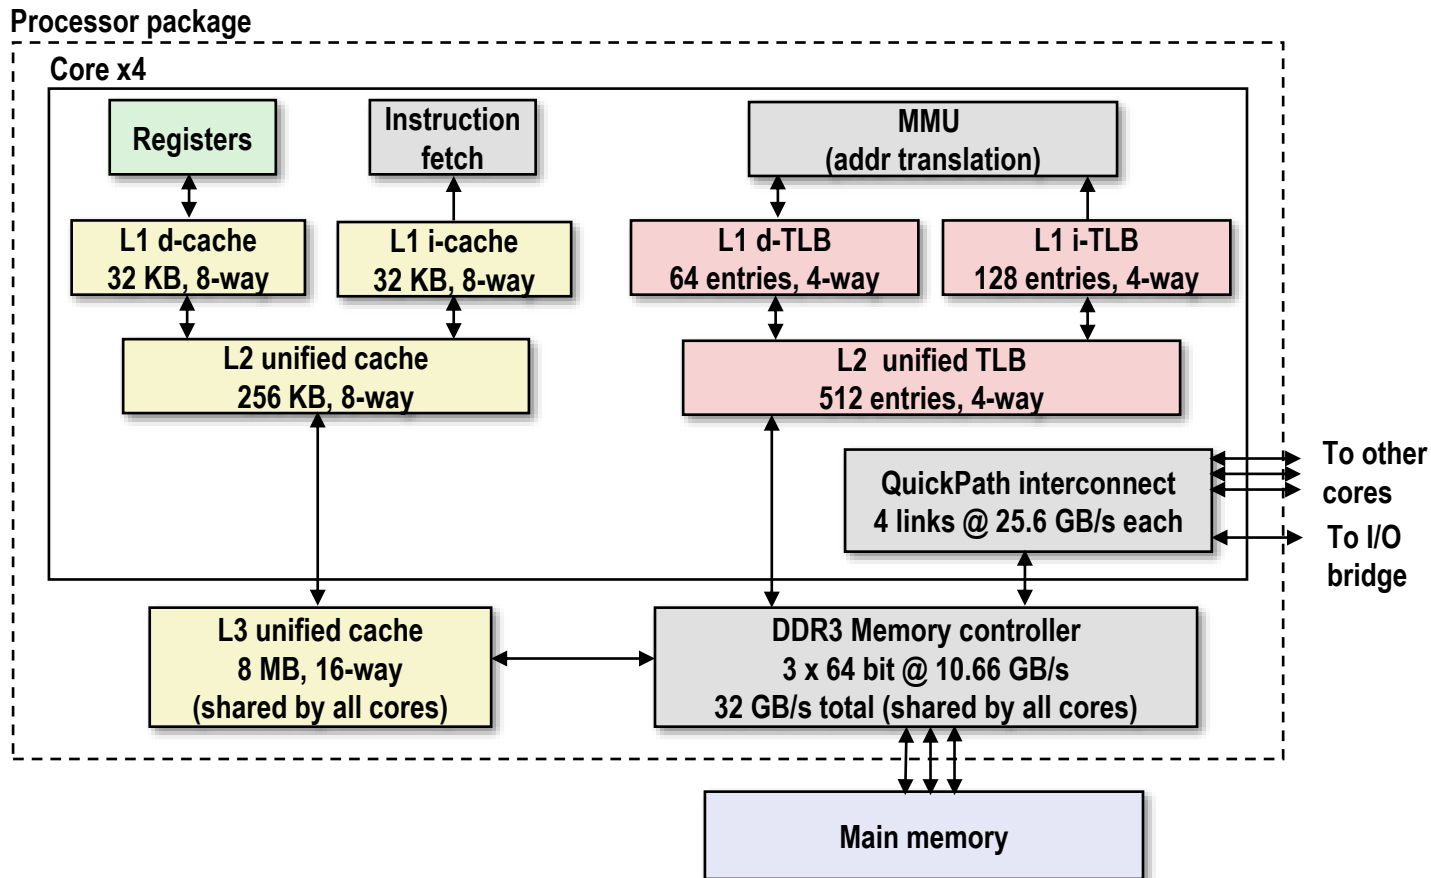 Processor package
Core x4
Registers
Instruction
fetch
MMU
(addr translation)
L1 d-cache
32 KB, 8-way
L1 i-cache
32 KB, 8-way
L1 d-TLB
64 entries, 4-way
L1 i-TLB
128 entries, 4-way
L2 unified cache
256 KB, 8-way
L2 unified TLB
512 entries, 4-way
QuickPath interconnect
4 links @ 25.6 GB/s each
To other
cores
To I/O
bridge
L3 unified cache
8 MB, 16-way
(shared by all cores)
DDR3 Memory controller
3 x 64 bit @ 10.66 GB/s
32 GB/s total (shared by all cores)
Main memory